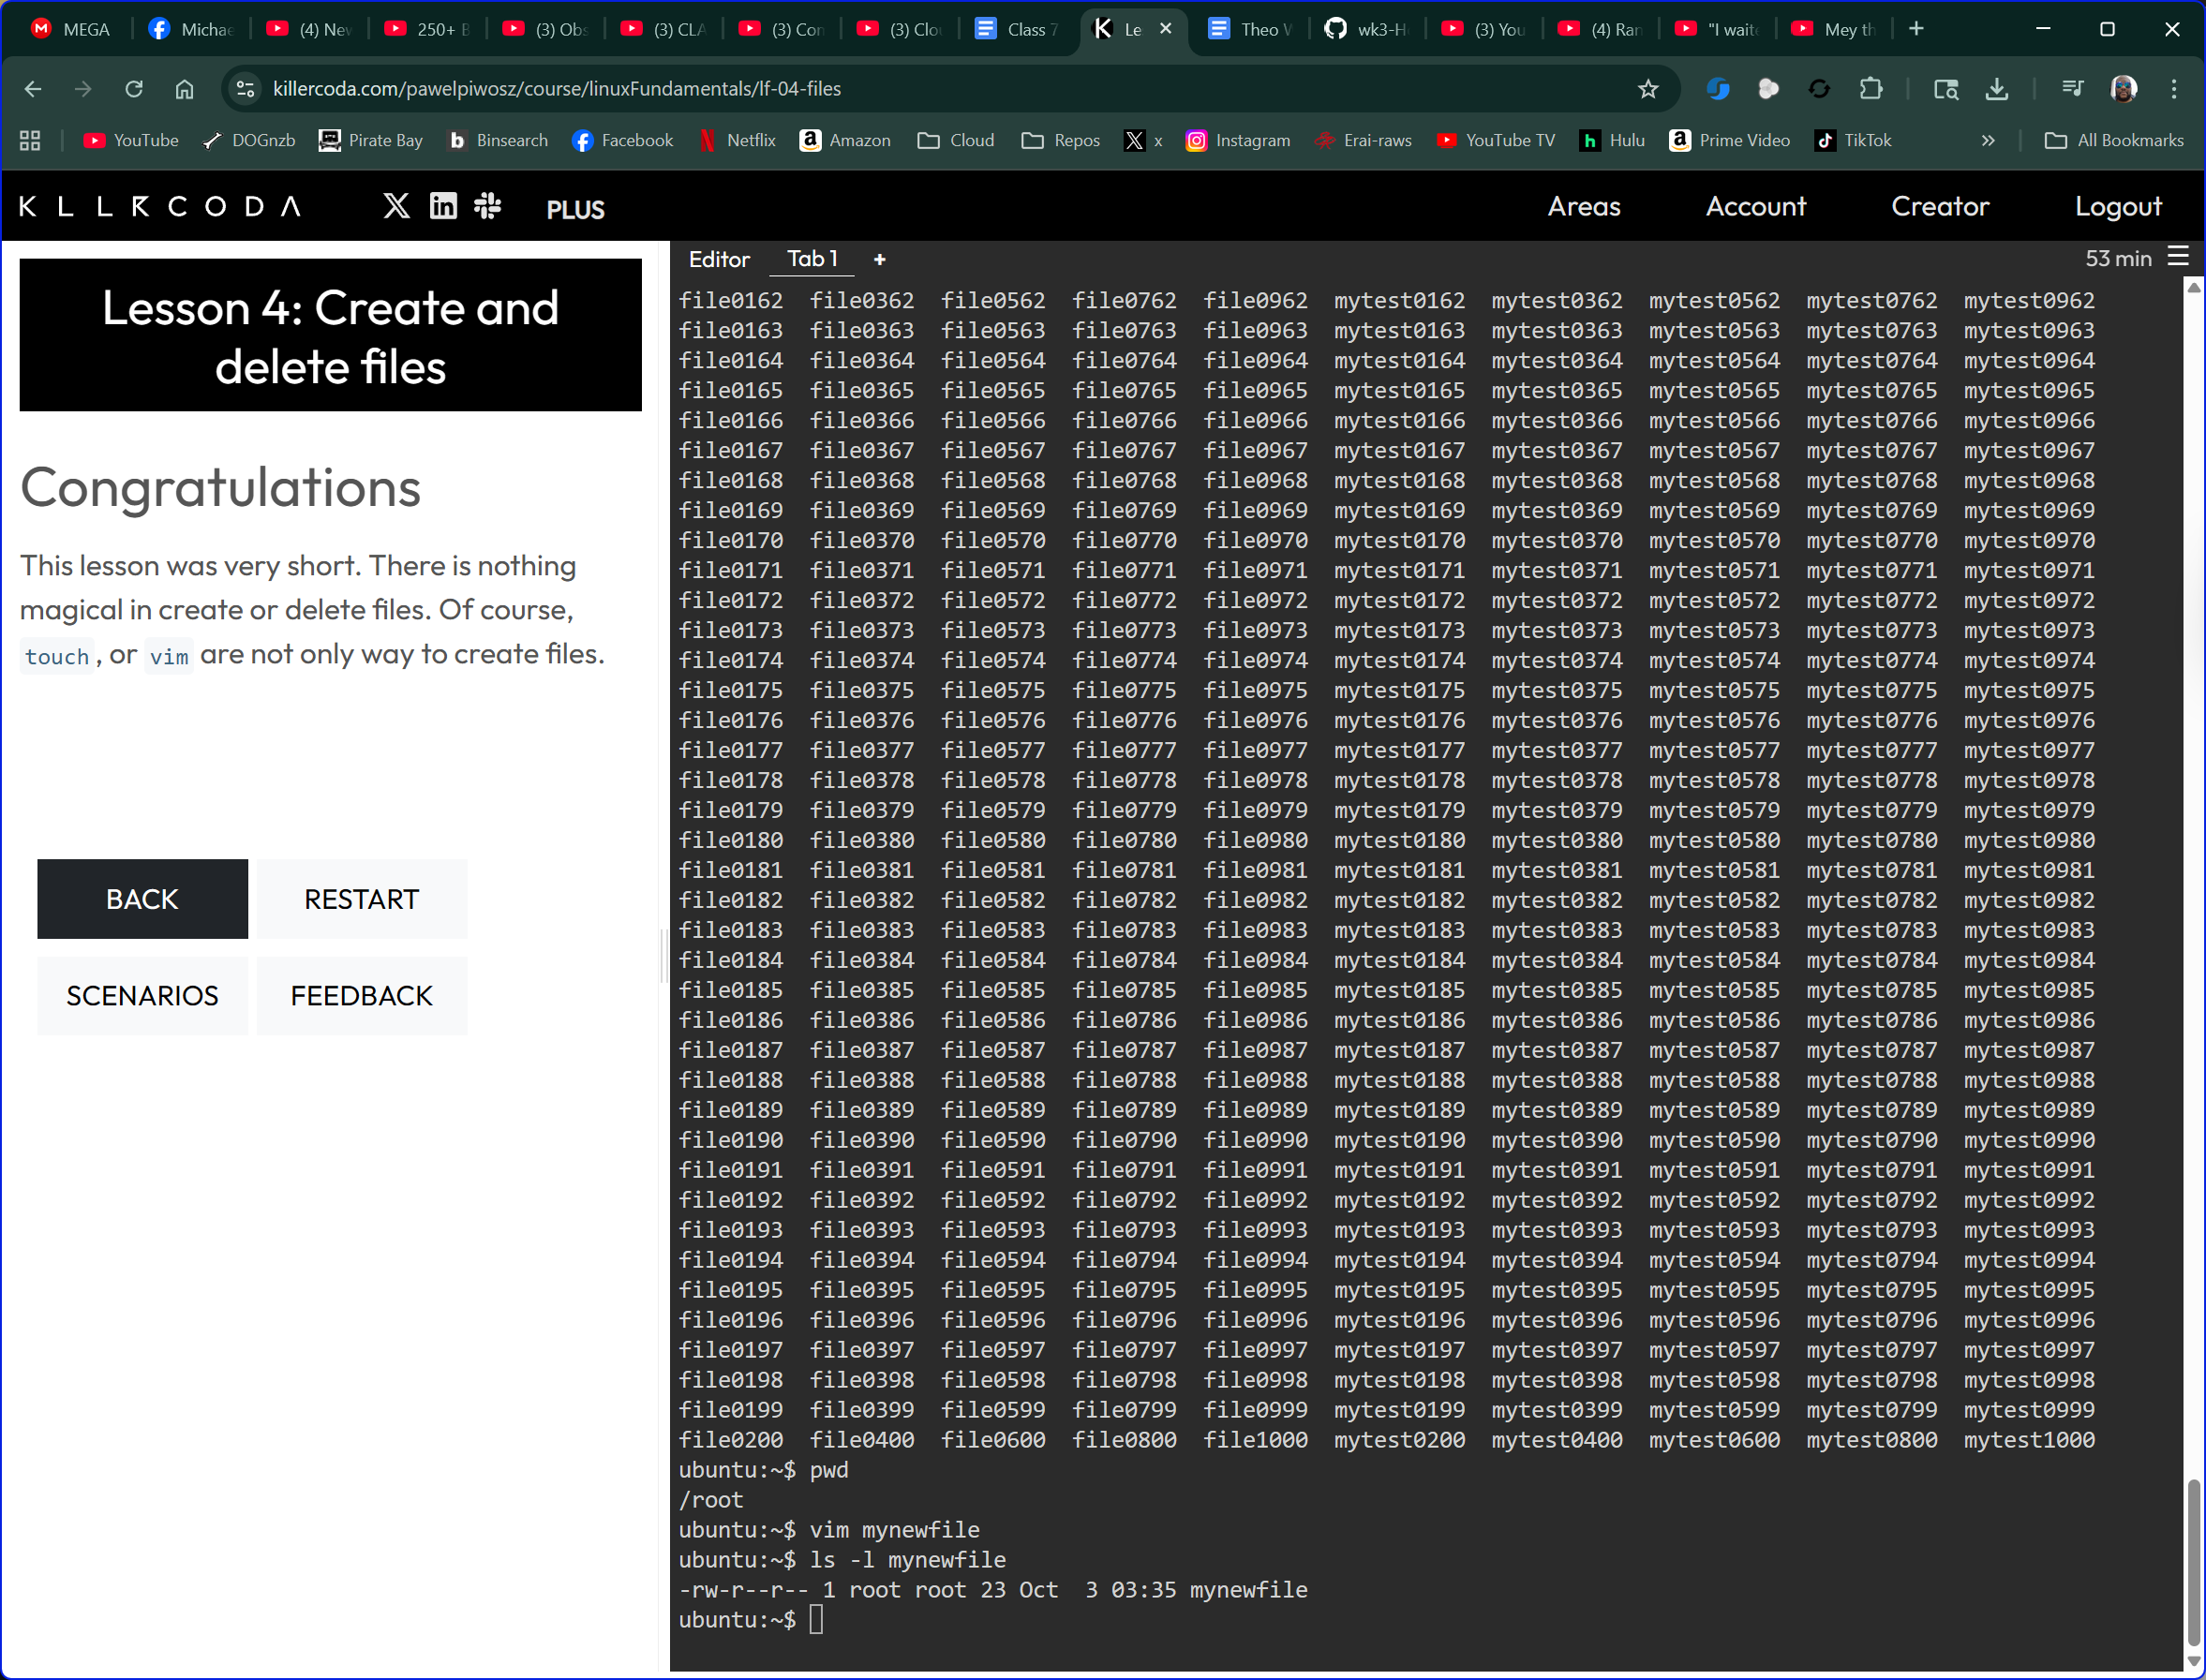 MEGA
Michae
(4) Nev
250+ B
(3) Obs
(3) CLA
(3) Con
(3) Clou
Class 7
Le
Theo W
wk3-H
(3) You
(4) Ran
"I waite
Mey th
killercoda.com/pawelpiwosz/course/linuxFundamentals/lf-04-files
YouTube DOGnzb Pirate Bay Binsearch Facebook Netflix Amazon Cloud Repos x Instagram Erai-raws YouTube TV Hulu Prime Video TikTok » All Bookmarks
KLLRCODA PLUS Areas Account Creator Logout
Lesson 4: Create and
delete files
Congratulations
This lesson was very short. There is nothing
magical in create or delete files. Of course,
touch, or vim are not only way to create files.
BACK RESTART
SCENARIOS FEEDBACK
Editor Tab 1 + 53 min
file0162 file0362 file0562 file0762 file0962 mytest0162 mytest0362 mytest0562 mytest0762 mytest0962
file0163 file0363 file0563 file0763 file0963 mytest0163 mytest0363 mytest0563 mytest0763 mytest0963
file0164 file0364 file0564 file0764 file0964 mytest0164 mytest0364 mytest0564 mytest0764 mytest0964
file0165 file0365 file0565 file0765 file0965 mytest0165 mytest0365 mytest0565 mytest0765 mytest0965
file0166 file0366 file0566 file0766 file0966 mytest0166 mytest0366 mytest0566 mytest0766 mytest0966
file0167 file0367 file0567 file0767 file0967 mytest0167 mytest0367 mytest0567 mytest0767 mytest0967
file0168 file0368 file0568 file0768 file0968 mytest0168 mytest0368 mytest0568 mytest0768 mytest0968
file0169 file0369 file0569 file0769 file0969 mytest0169 mytest0369 mytest0569 mytest0769 mytest0969
file0170 file0370 file0570 file0770 file0970 mytest0170 mytest0370 mytest0570 mytest0770 mytest0970
file0171 file0371 file0571 file0771 file0971 mytest0171 mytest0371 mytest0571 mytest0771 mytest0971
file0172 file0372 file0572 file0772 file0972 mytest0172 mytest0372 mytest0572 mytest0772 mytest0972
file0173 file0373 file0573 file0773 file0973 mytest0173 mytest0373 mytest0573 mytest0773 mytest0973
file0174 file0374 file0574 file0774 file0974 mytest0174 mytest0374 mytest0574 mytest0774 mytest0974
file0175 file0375 file0575 file0775 file0975 mytest0175 mytest0375 mytest0575 mytest0775 mytest0975
file0176 file0376 file0576 file0776 file0976 mytest0176 mytest0376 mytest0576 mytest0776 mytest0976
file0177 file0377 file0577 file0777 file0977 mytest0177 mytest0377 mytest0577 mytest0777 mytest0977
file0178 file0378 file0578 file0778 file0978 mytest0178 mytest0378 mytest0578 mytest0778 mytest0978
file0179 file0379 file0579 file0779 file0979 mytest0179 mytest0379 mytest0579 mytest0779 mytest0979
file0180 file0380 file0580 file0780 file0980 mytest0180 mytest0380 mytest0580 mytest0780 mytest0980
file0181 file0381 file0581 file0781 file0981 mytest0181 mytest0381 mytest0581 mytest0781 mytest0981
file0182 file0382 file0582 file0782 file0982 mytest0182 mytest0382 mytest0582 mytest0782 mytest0982
file0183 file0383 file0583 file0783 file0983 mytest0183 mytest0383 mytest0583 mytest0783 mytest0983
file0184 file0384 file0584 file0784 file0984 mytest0184 mytest0384 mytest0584 mytest0784 mytest0984
file0185 file0385 file0585 file0785 file0985 mytest0185 mytest0385 mytest0585 mytest0785 mytest0985
file0186 file0386 file0586 file0786 file0986 mytest0186 mytest0386 mytest0586 mytest0786 mytest0986
file0187 file0387 file0587 file0787 file0987 mytest0187 mytest0387 mytest0587 mytest0787 mytest0987
file0188 file0388 file0588 file0788 file0988 mytest0188 mytest0388 mytest0588 mytest0788 mytest0988
file0189 file0389 file0589 file0789 file0989 mytest0189 mytest0389 mytest0589 mytest0789 mytest0989
file0190 file0390 file0590 file0790 file0990 mytest0190 mytest0390 mytest0590 mytest0790 mytest0990
file0191 file0391 file0591 file0791 file0991 mytest0191 mytest0391 mytest0591 mytest0791 mytest0991
file0192 file0392 file0592 file0792 file0992 mytest0192 mytest0392 mytest0592 mytest0792 mytest0992
file0193 file0393 file0593 file0793 file0993 mytest0193 mytest0393 mytest0593 mytest0793 mytest0993
file0194 file0394 file0594 file0794 file0994 mytest0194 mytest0394 mytest0594 mytest0794 mytest0994
file0195 file0395 file0595 file0795 file0995 mytest0195 mytest0395 mytest0595 mytest0795 mytest0995
file0196 file0396 file0596 file0796 file0996 mytest0196 mytest0396 mytest0596 mytest0796 mytest0996
file0197 file0397 file0597 file0797 file0997 mytest0197 mytest0397 mytest0597 mytest0797 mytest0997
file0198 file0398 file0598 file0798 file0998 mytest0198 mytest0398 mytest0598 mytest0798 mytest0998
file0199 file0399 file0599 file0799 file0999 mytest0199 mytest0399 mytest0599 mytest0799 mytest0999
file0200 file0400 file0600 file0800 file1000 mytest0200 mytest0400 mytest0600 mytest0800 mytest1000
ubuntu:~$ pwd
/root
ubuntu:~$ vim mynewfile
ubuntu:~$ ls -l mynewfile
-rw-r--r-- 1 root root 23 Oct  3 03:35 mynewfile
ubuntu:~$